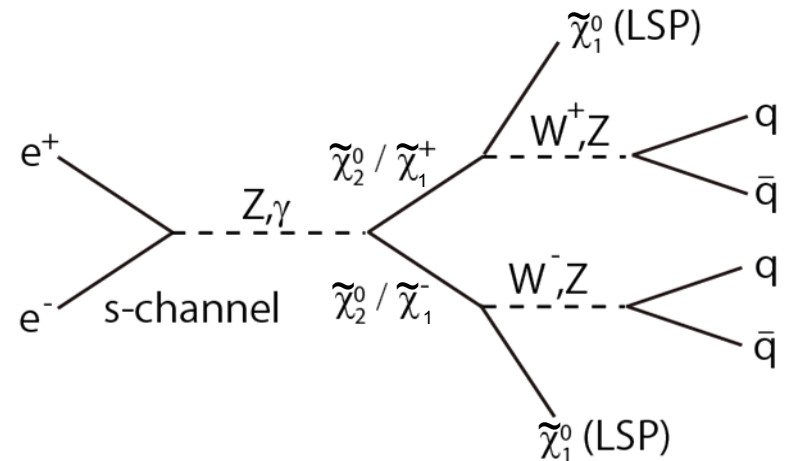 χ̃⁰₁ (LSP)
W⁺,Z
q
e⁺
χ̃⁰₂ / χ̃⁺₁
q̄
Z,γ
e⁻
s-channel
χ̃⁰₂ / χ̃⁻₁
W⁻,Z
q
q̄
χ̃⁰₁ (LSP)